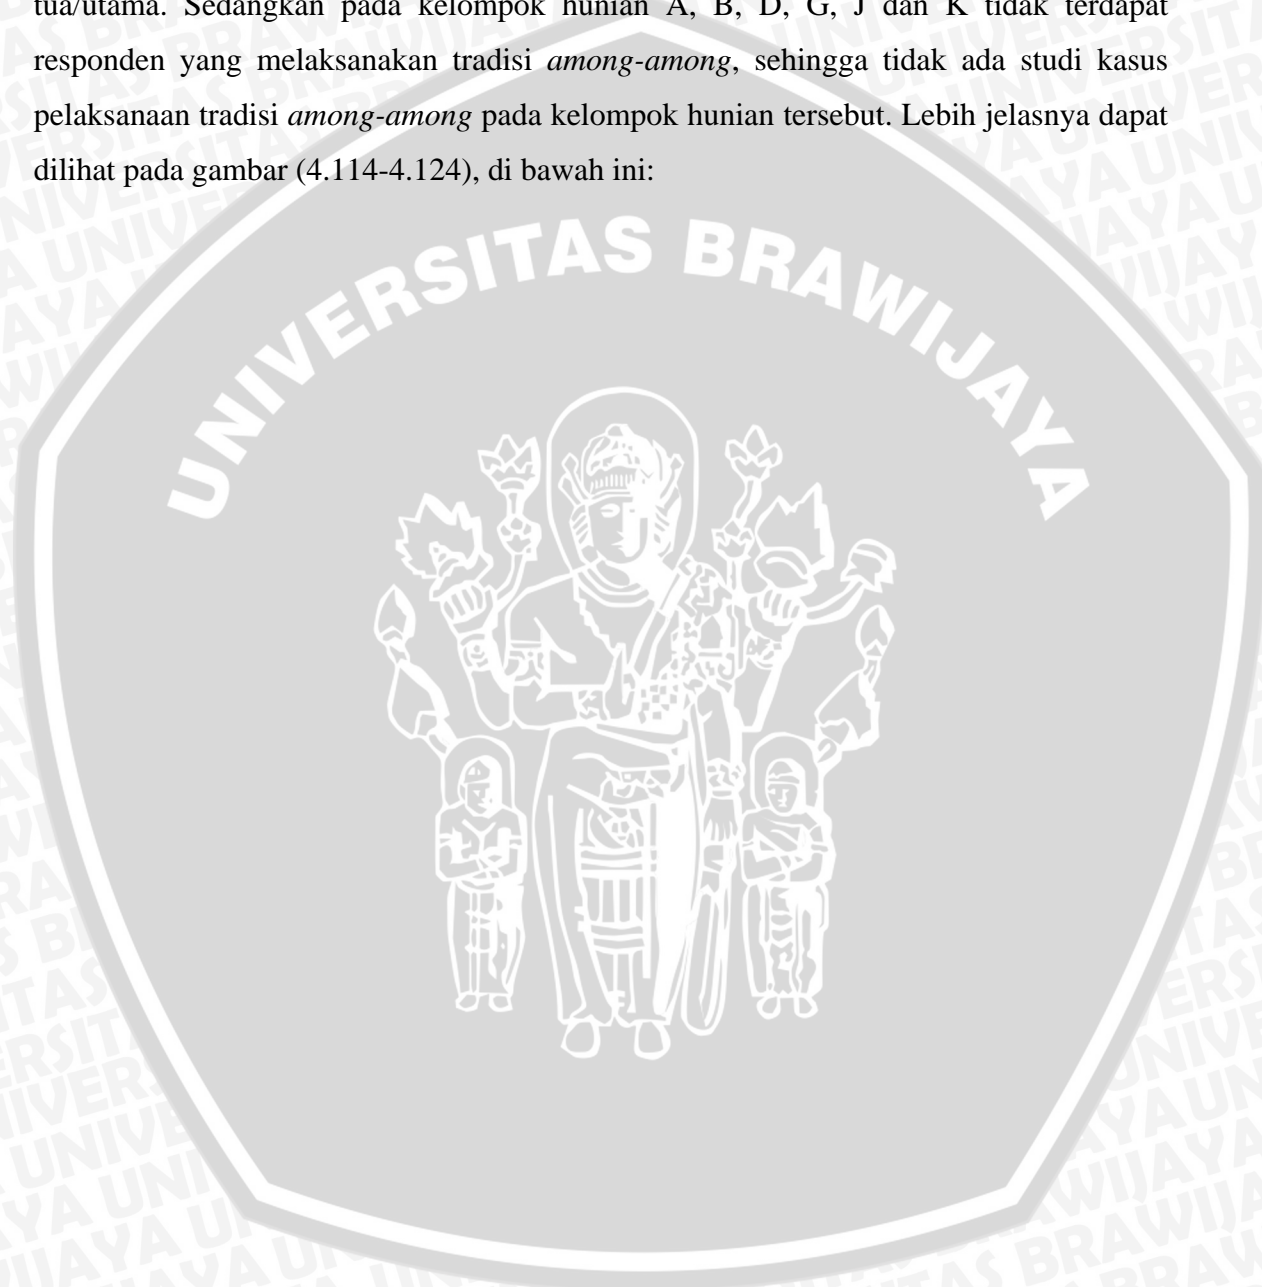 tua/utama. Sedangkan pada kelompok hunian A, B, D, G, J dan K tidak terdapat
responden yang melaksanakan tradisi among-among, sehingga tidak ada studi kasus
pelaksanaan tradisi among-among pada kelompok hunian tersebut. Lebih jelasnya dapat
dilihat pada gambar (4.114-4.124), di bawah ini:
UNIVERSITAS BRAWIJAYA